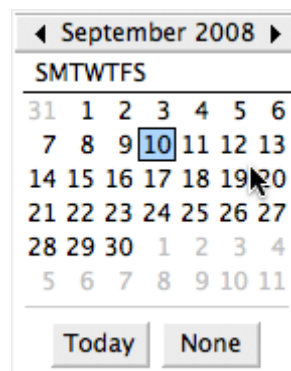 September 2008
SMTWTFS
31 1 2 3 4 5 6
7 8 9 10 11 12 13
14 15 16 17 18 19 20
21 22 23 24 25 26 27
28 29 30 1 2 3 4
5 6 7 8 9 10 11
Today None